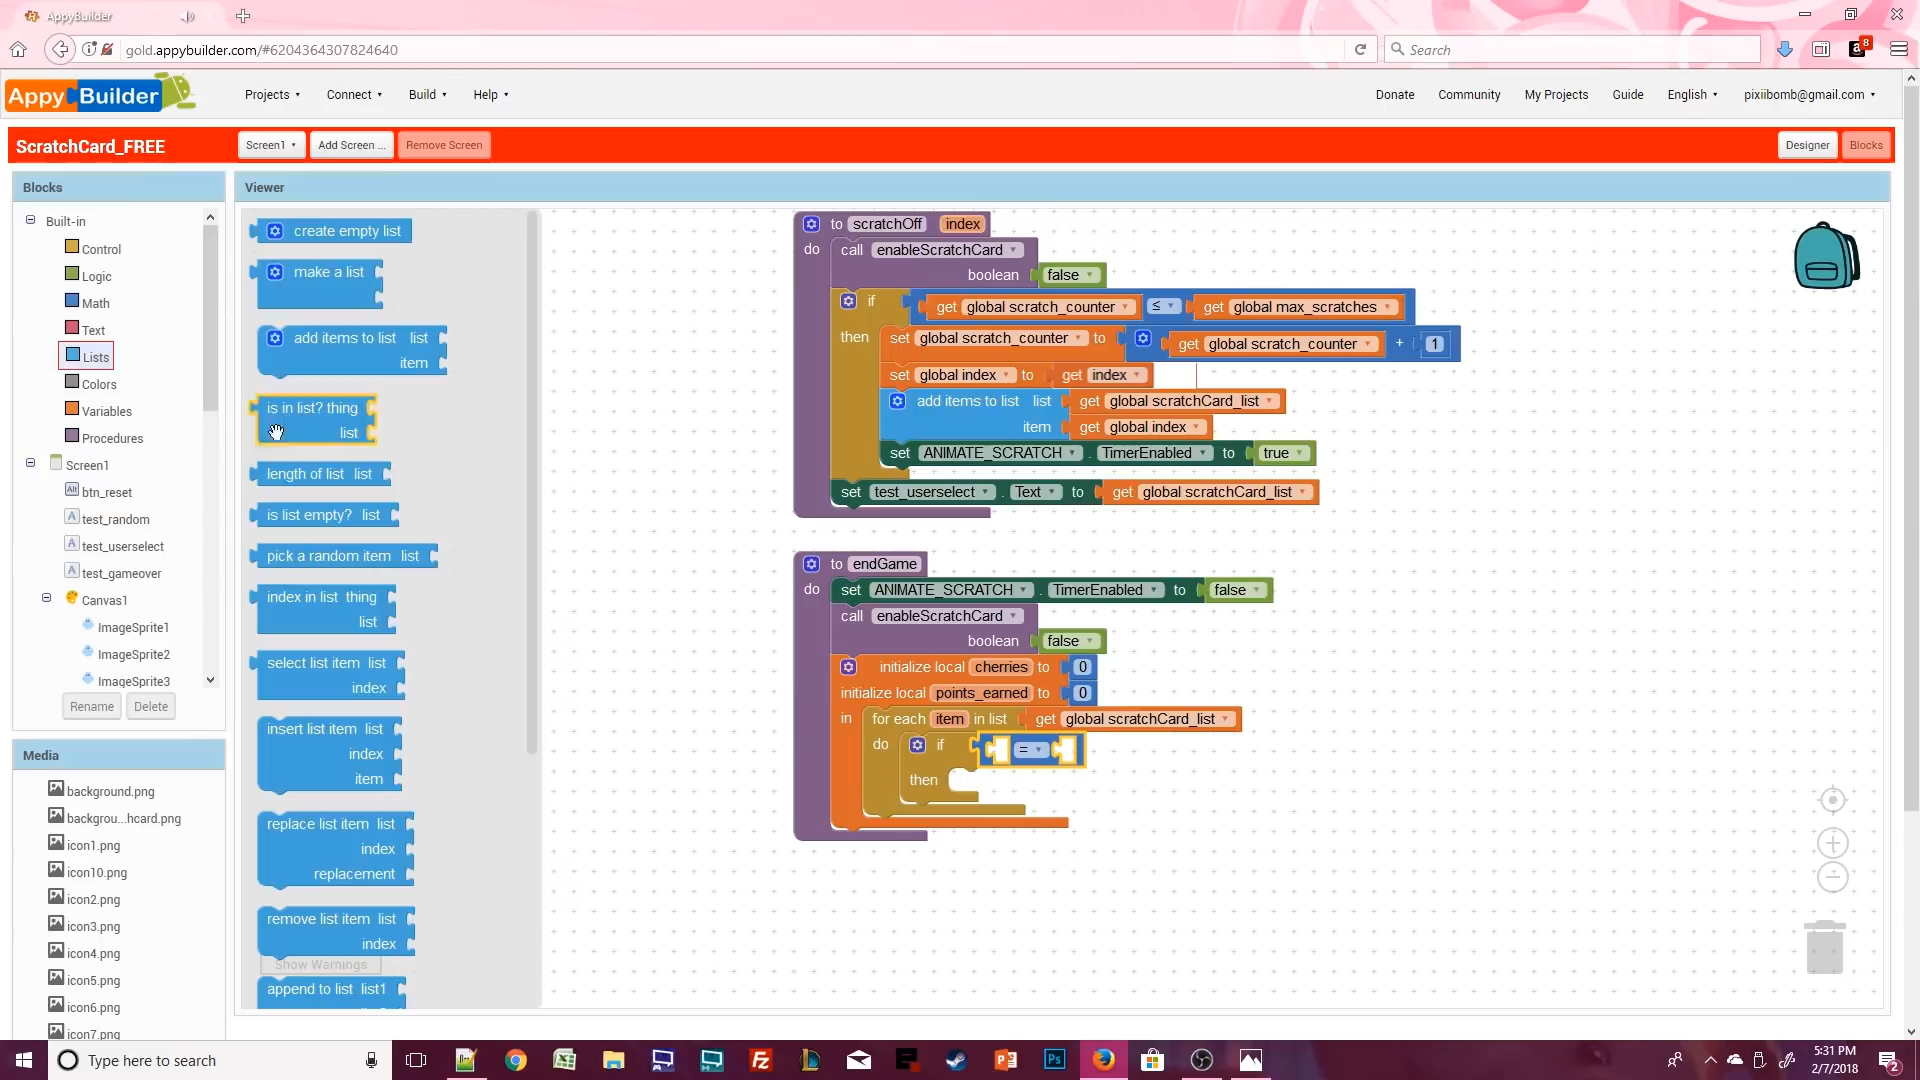 AppyBuilder
gold.appybuilder.com/#6204364307824640
Search
8
Appy Builder
Projects
Connect
Build
Help
Donate
Community
My Projects
Guide
English
pixiibomb@gmail.com
ScratchCard_FREE
Screen1
Add Screen ...
Remove Screen
Designer
Blocks
Blocks
Built-in
Control
Logic
Math
Text
Lists
Colors
Variables
Procedures
Screen1
btn_reset
test_random
test_userselect
test_gameover
Canvas1
ImageSprite1
ImageSprite2
ImageSprite3
Rename
Delete
Media
background.png
backgrou...hcard.png
icon1.png
icon10.png
icon2.png
icon3.png
icon4.png
icon5.png
icon6.png
icon7.png
Viewer
create empty list
make a list
add items to list list
item
is in list? thing
list
length of list list
is list empty? list
pick a random item list
index in list thing
list
select list item list
index
insert list item list
index
item
replace list item list
index
replacement
remove list item list
index
Show Warnings
append to list list1
to scratchOff index
do call enableScratchCard
boolean false
if get global scratch_counter ≤ get global max_scratches
then set global scratch_counter to get global scratch_counter + 1
set global index to get index
add items to list list get global scratchCard_list
item get global index
set ANIMATE_SCRATCH . TimerEnabled to true
set test_userselect . Text to get global scratchCard_list
to endGame
do set ANIMATE_SCRATCH . TimerEnabled to false
call enableScratchCard
boolean false
initialize local cherries to 0
initialize local points_earned to 0
in for each item in list get global scratchCard_list
do if =
then
Type here to search
5:31 PM
2/7/2018
2